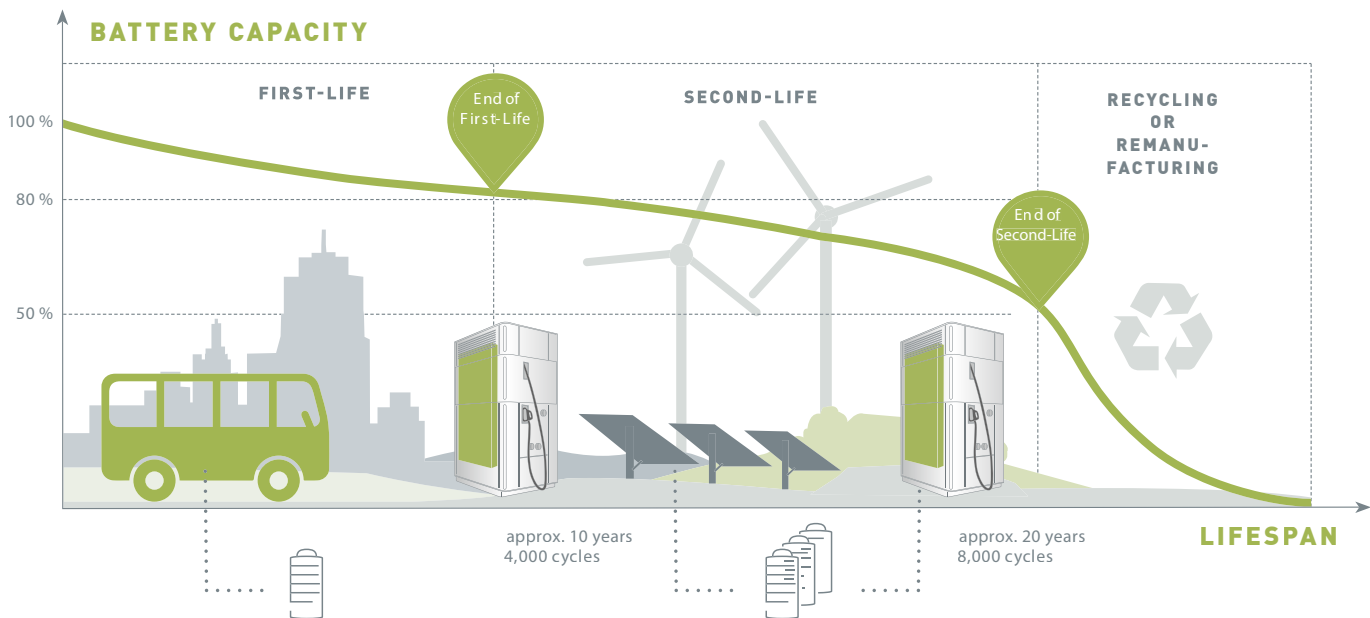 BATTERY CAPACITY
FIRST-LIFE
End of
First-Life
SECOND-LIFE
RECYCLING
OR
REMANU-
FACTURING
100 %
80 %
End of
Second-Life
50 %
approx. 10 years
4,000 cycles
approx. 20 years
8,000 cycles
LIFESPAN